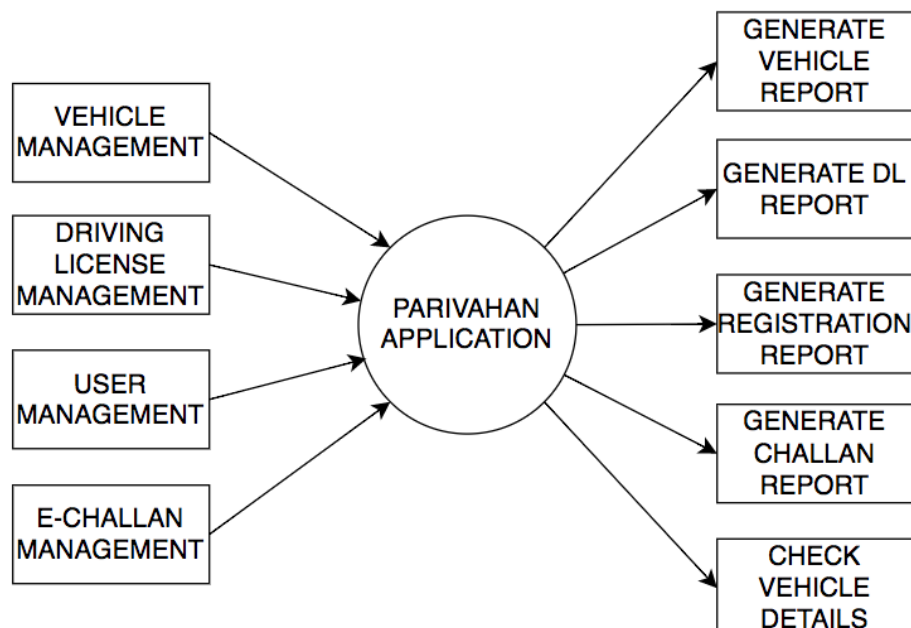 VEHICLE
MANAGEMENT
DRIVING
LICENSE
MANAGEMENT
USER
MANAGEMENT
E-CHALLAN
MANAGEMENT
PARIVAHAN
APPLICATION
GENERATE
VEHICLE
REPORT
GENERATE DL
REPORT
GENERATE
REGISTRATION
REPORT
GENERATE
CHALLAN
REPORT
CHECK
VEHICLE
DETAILS